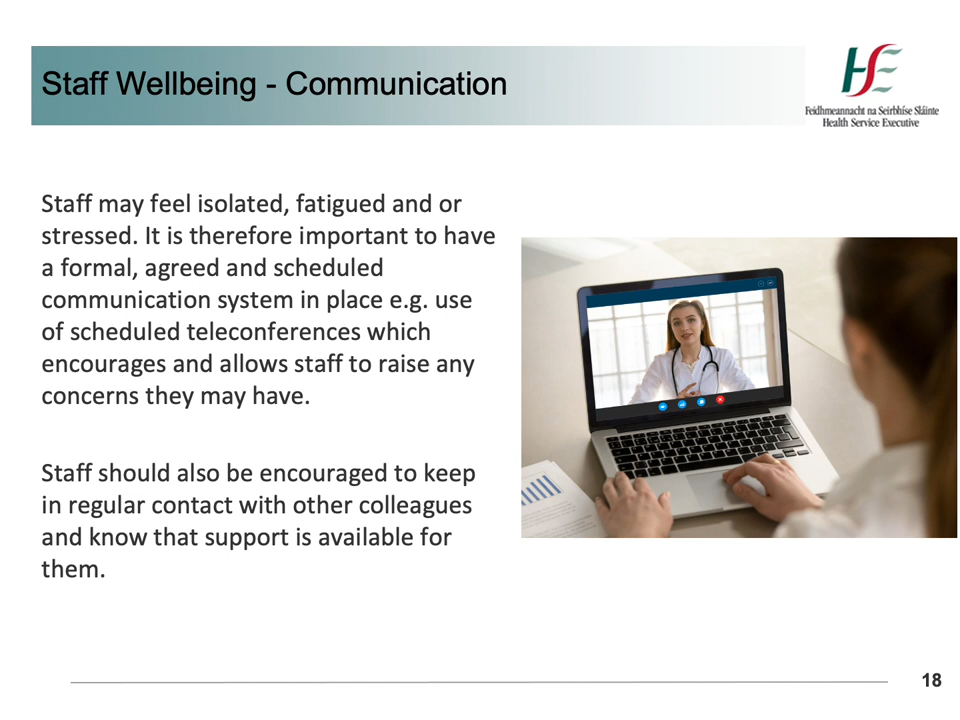 Staff Wellbeing - Communication
Feidhmeannacht na Seirbhíse Sláinte
Health Service Executive
Staff may feel isolated, fatigued and or
stressed. It is therefore important to have
a formal, agreed and scheduled
communication system in place e.g. use
of scheduled teleconferences which
encourages and allows staff to raise any
concerns they may have.
Staff should also be encouraged to keep
in regular contact with other colleagues
and know that support is available for
them.
18